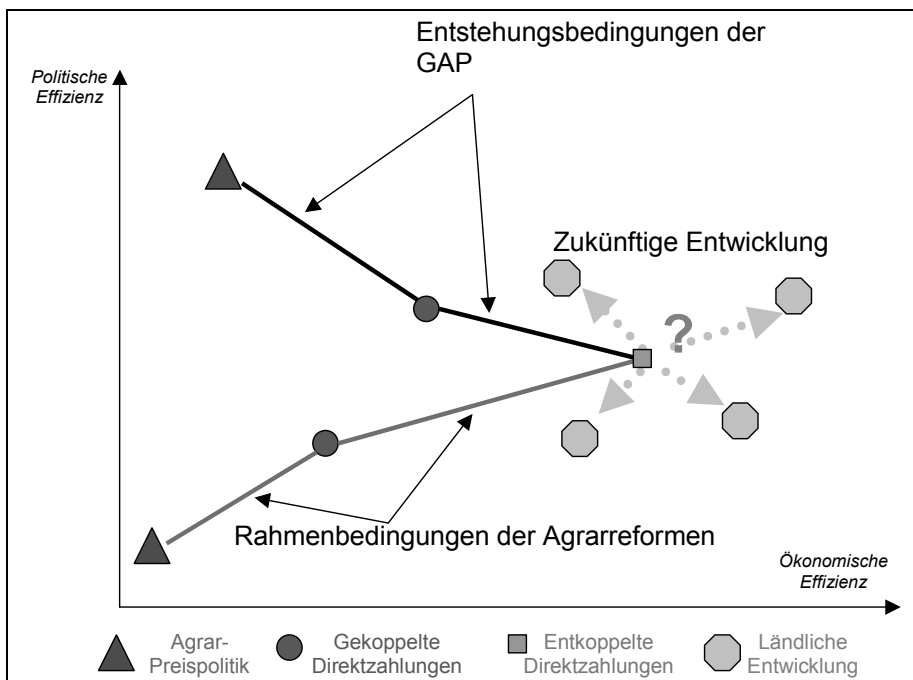 Entstehungsbedingungen der
GAP
Politische
Effizienz
Zukünftige Entwicklung
?
Rahmenbedingungen der Agrarreformen
Ökonomische
Effizienz
Agrar-
Preispolitik
Gekoppelte
Direktzahlungen
Entkoppelte
Direktzahlungen
Ländliche
Entwicklung